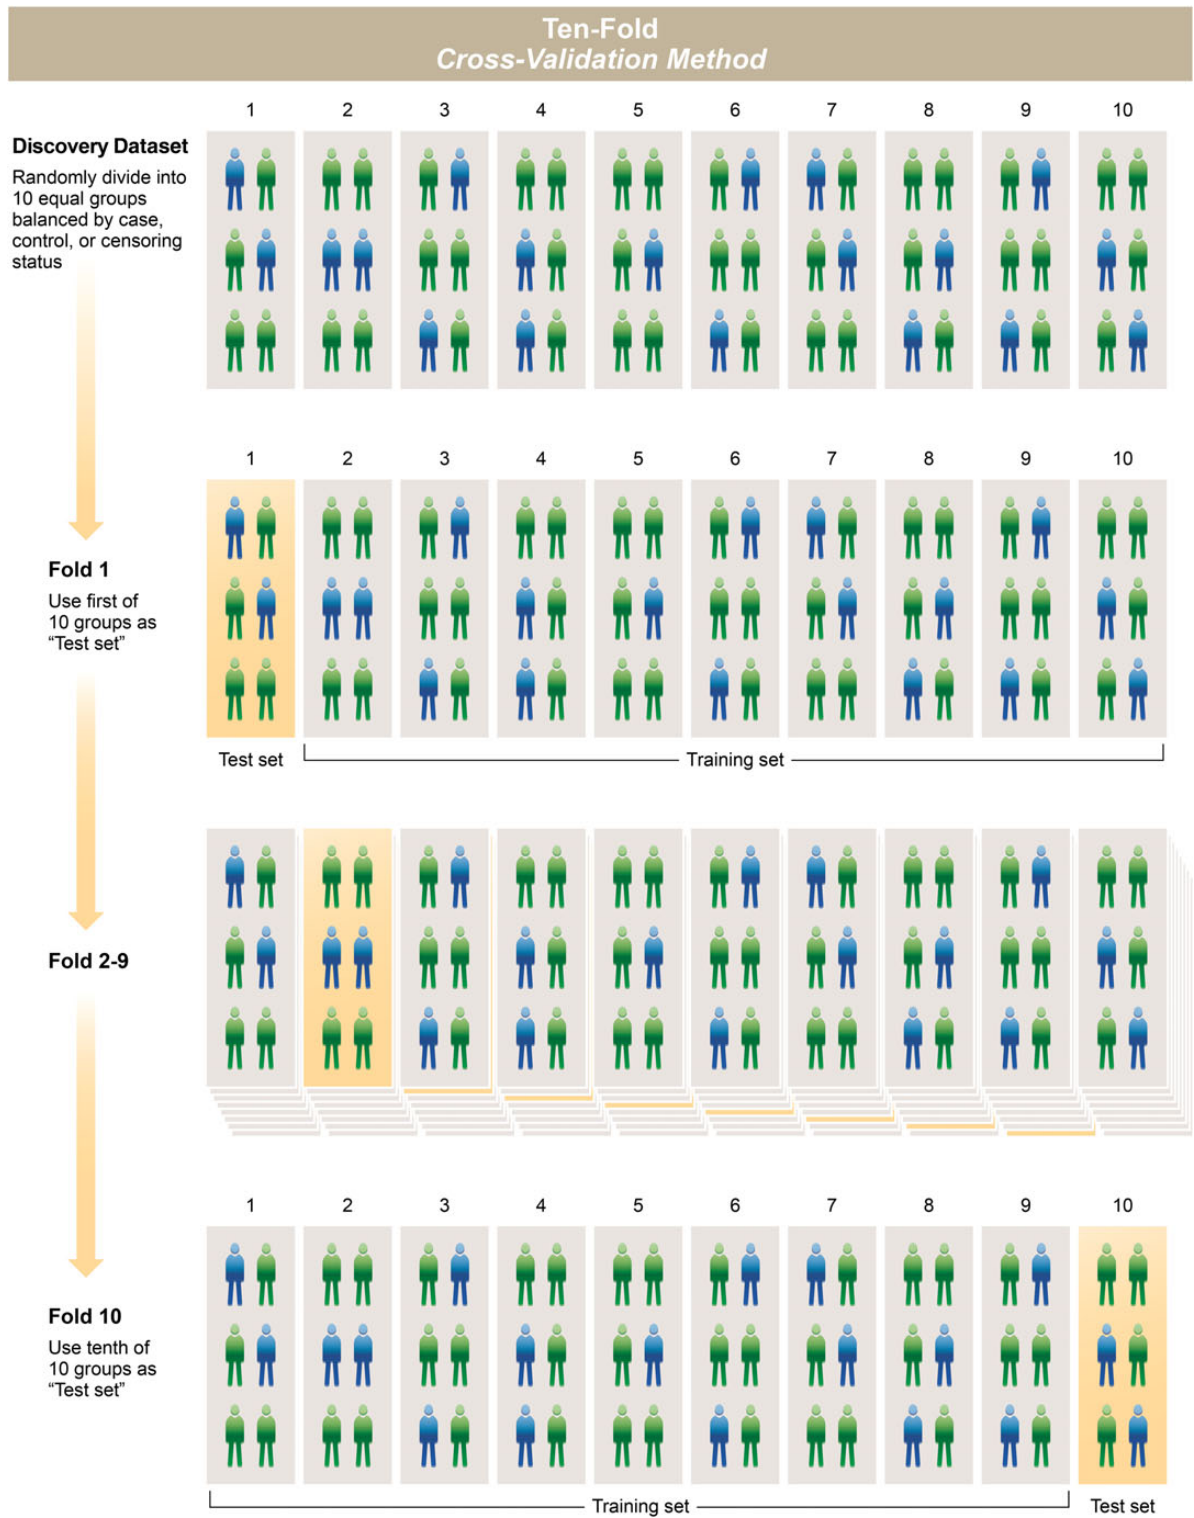 Ten-Fold
Cross-Validation Method
1 2 3 4 5 6 7 8 9 10
Discovery Dataset
Randomly divide into
10 equal groups
balanced by case,
control, or censoring
status
1 2 3 4 5 6 7 8 9 10
Fold 1
Use first of
10 groups as
“Test set”
Test set Training set
Fold 2-9
1 2 3 4 5 6 7 8 9 10
Fold 10
Use tenth of
10 groups as
“Test set”
Training set Test set